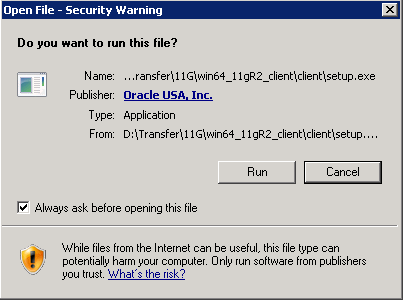 Open File - Security Warning
Do you want to run this file?
Name: ...ransfer\11G\win64_11gR2_client\client\setup.exe
Publisher: Oracle USA, Inc.
Type: Application
From: D:\Transfer\11G\win64_11gR2_client\client\setup....
Run Cancel
Always ask before opening this file
While files from the Internet can be useful, this file type can
potentially harm your computer. Only run software from publishers
you trust. What's the risk?